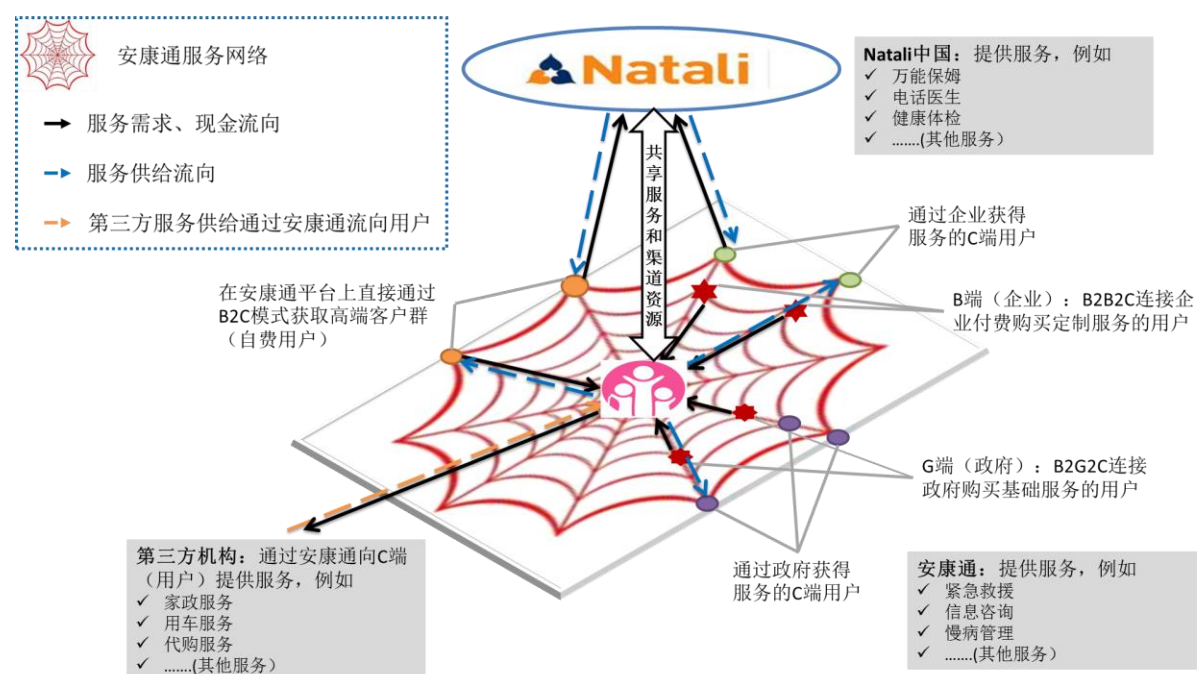 安康通服务网络
服务需求、现金流向
服务供给流向
第三方服务供给通过安康通流向用户
Natali
Natali中国：提供服务，例如
✓ 万能保姆
✓ 电话医生
✓ 健康体检
✓ …….(其他服务）
共享服务和渠道资源
通过企业获得
服务的C端用户
在安康通平台上直接通过
B2C模式获取高端客户群
（自费用户）
B端（企业）：B2B2C连接企
业付费购买定制服务的用户
G端（政府）：B2G2C连接
政府购买基础服务的用户
第三方机构：通过安康通向C端
（用户）提供服务，例如
✓ 家政服务
✓ 用车服务
✓ 代购服务
✓ …….(其他服务）
通过政府获得
服务的C端用户
安康通：提供服务，例如
✓ 紧急救援
✓ 信息咨询
✓ 慢病管理
✓ …….(其他服务）